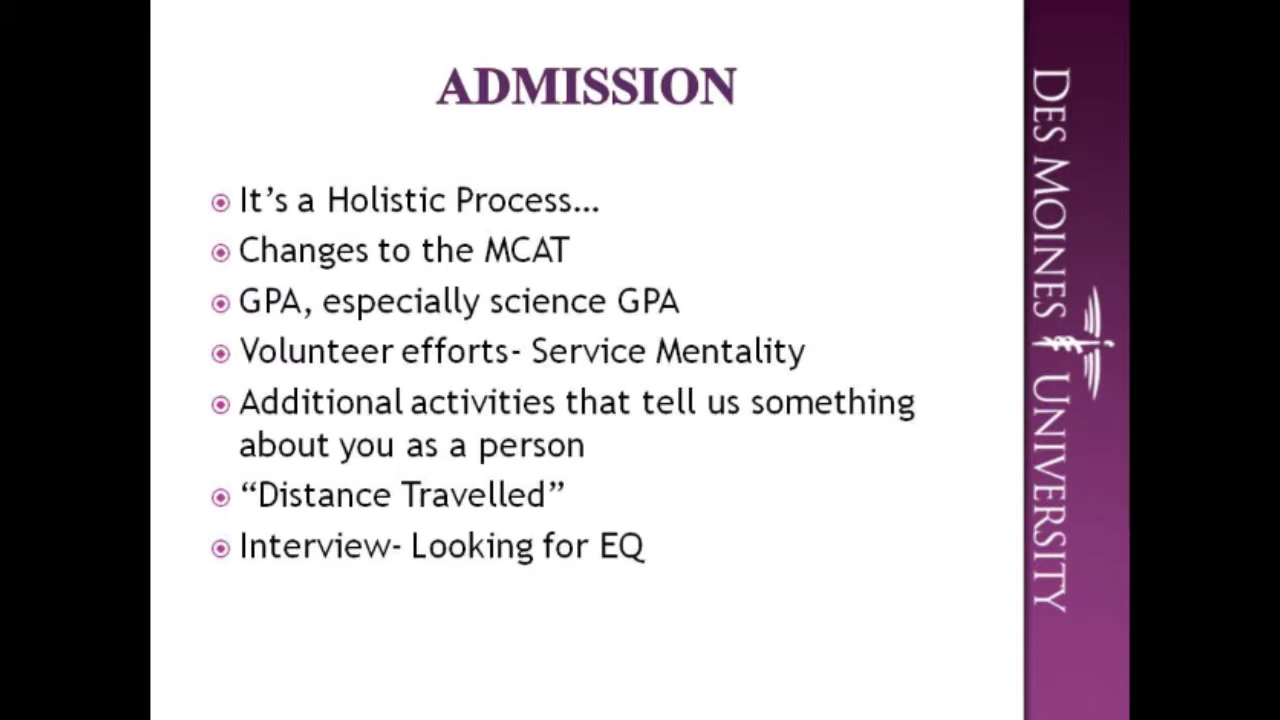 ADMISSION
It’s a Holistic Process...
Changes to the MCAT
GPA, especially science GPA
Volunteer efforts- Service Mentality
Additional activities that tell us something
about you as a person
“Distance Travelled”
Interview- Looking for EQ
DES MOINES UNIVERSITY